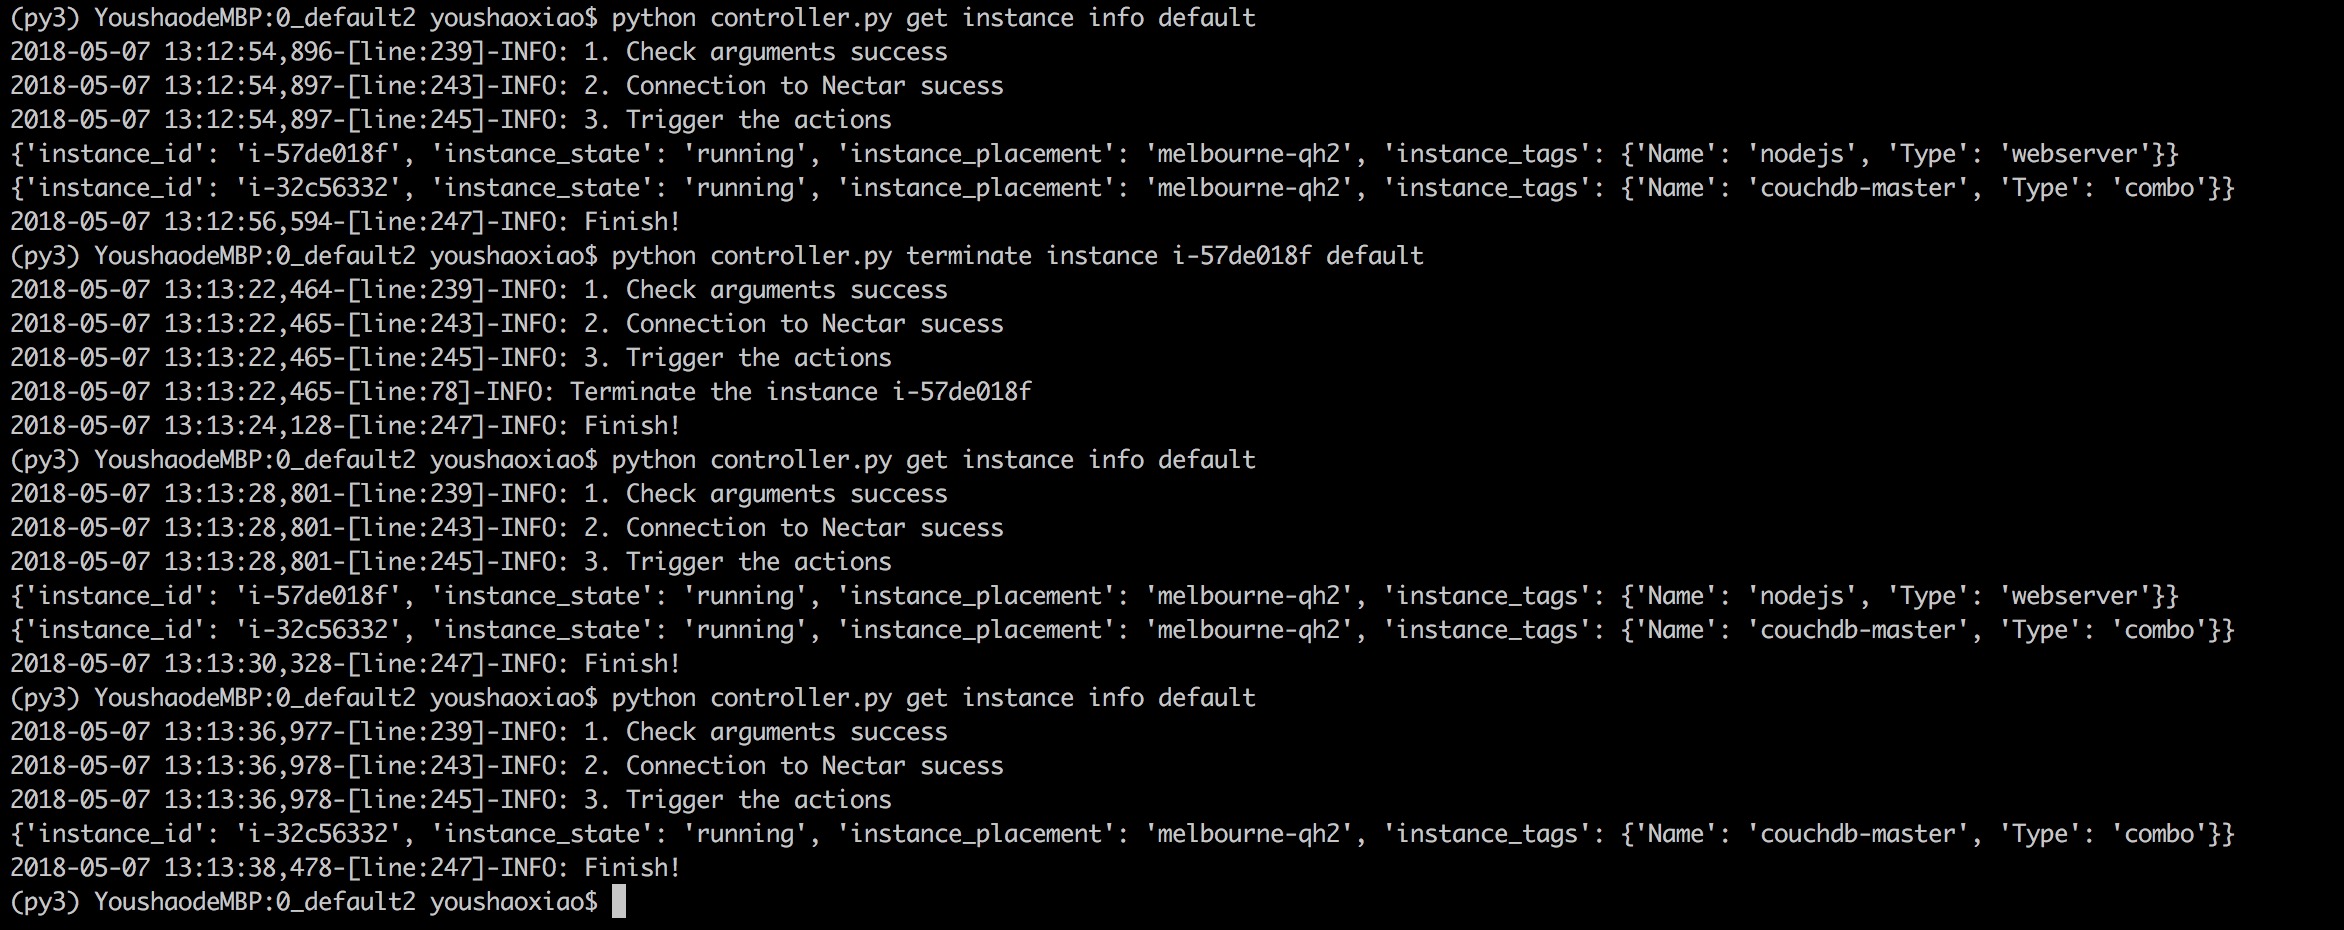 (py3) YoushaodeMBP:0_default2 youshaoxiao$ python controller.py get instance info default
2018-05-07 13:12:54,896-[line:239]-INFO: 1. Check arguments success
2018-05-07 13:12:54,897-[line:243]-INFO: 2. Connection to Nectar sucess
2018-05-07 13:12:54,897-[line:245]-INFO: 3. Trigger the actions
{'instance_id': 'i-57de018f', 'instance_state': 'running', 'instance_placement': 'melbourne-qh2', 'instance_tags': {'Name': 'nodejs', 'Type': 'webserver'}}
{'instance_id': 'i-32c56332', 'instance_state': 'running', 'instance_placement': 'melbourne-qh2', 'instance_tags': {'Name': 'couchdb-master', 'Type': 'combo'}}
2018-05-07 13:12:56,594-[line:247]-INFO: Finish!
(py3) YoushaodeMBP:0_default2 youshaoxiao$ python controller.py terminate instance i-57de018f default
2018-05-07 13:13:22,464-[line:239]-INFO: 1. Check arguments success
2018-05-07 13:13:22,465-[line:243]-INFO: 2. Connection to Nectar sucess
2018-05-07 13:13:22,465-[line:245]-INFO: 3. Trigger the actions
2018-05-07 13:13:22,465-[line:78]-INFO: Terminate the instance i-57de018f
2018-05-07 13:13:24,128-[line:247]-INFO: Finish!
(py3) YoushaodeMBP:0_default2 youshaoxiao$ python controller.py get instance info default
2018-05-07 13:13:28,801-[line:239]-INFO: 1. Check arguments success
2018-05-07 13:13:28,801-[line:243]-INFO: 2. Connection to Nectar sucess
2018-05-07 13:13:28,801-[line:245]-INFO: 3. Trigger the actions
{'instance_id': 'i-57de018f', 'instance_state': 'running', 'instance_placement': 'melbourne-qh2', 'instance_tags': {'Name': 'nodejs', 'Type': 'webserver'}}
{'instance_id': 'i-32c56332', 'instance_state': 'running', 'instance_placement': 'melbourne-qh2', 'instance_tags': {'Name': 'couchdb-master', 'Type': 'combo'}}
2018-05-07 13:13:30,328-[line:247]-INFO: Finish!
(py3) YoushaodeMBP:0_default2 youshaoxiao$ python controller.py get instance info default
2018-05-07 13:13:36,977-[line:239]-INFO: 1. Check arguments success
2018-05-07 13:13:36,978-[line:243]-INFO: 2. Connection to Nectar sucess
2018-05-07 13:13:36,978-[line:245]-INFO: 3. Trigger the actions
{'instance_id': 'i-32c56332', 'instance_state': 'running', 'instance_placement': 'melbourne-qh2', 'instance_tags': {'Name': 'couchdb-master', 'Type': 'combo'}}
2018-05-07 13:13:38,478-[line:247]-INFO: Finish!
(py3) YoushaodeMBP:0_default2 youshaoxiao$